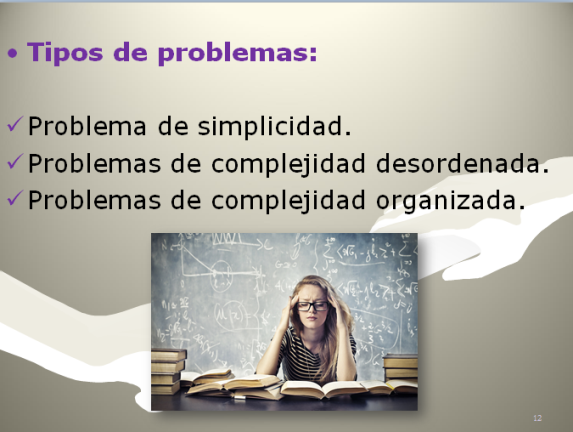 • Tipos de problemas:
✓ Problema de simplicidad.
✓ Problemas de complejidad desordenada.
✓ Problemas de complejidad organizada.
12